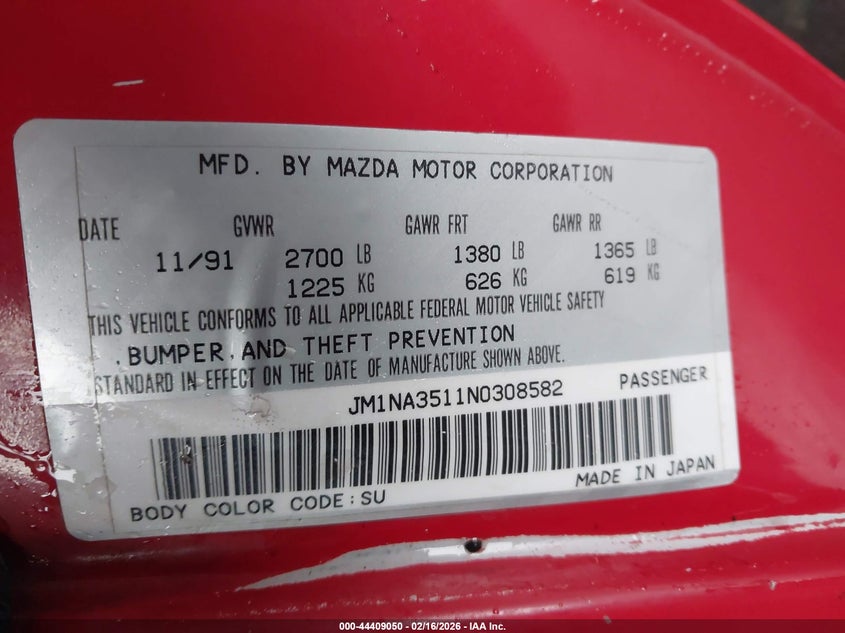 MFD. BY MAZDA MOTOR CORPORATION
DATE GVWR GAWR FRT GAWR RR
11/91 2700 LB 1380 LB 1365 LB
1225 KG 626 KG 619 KG
THIS VEHICLE CONFORMS TO ALL APPLICABLE FEDERAL MOTOR VEHICLE SAFETY
, BUMPER, AND THEFT PREVENTION
STANDARD IN EFFECT ON THE DATE OF MANUFACTURE SHOWN ABOVE.
JM1NA3511N0308582 PASSENGER
MADE IN JAPAN
BODY COLOR CODE:SU
000-44409050 - 02/16/2026 - IAA Inc.